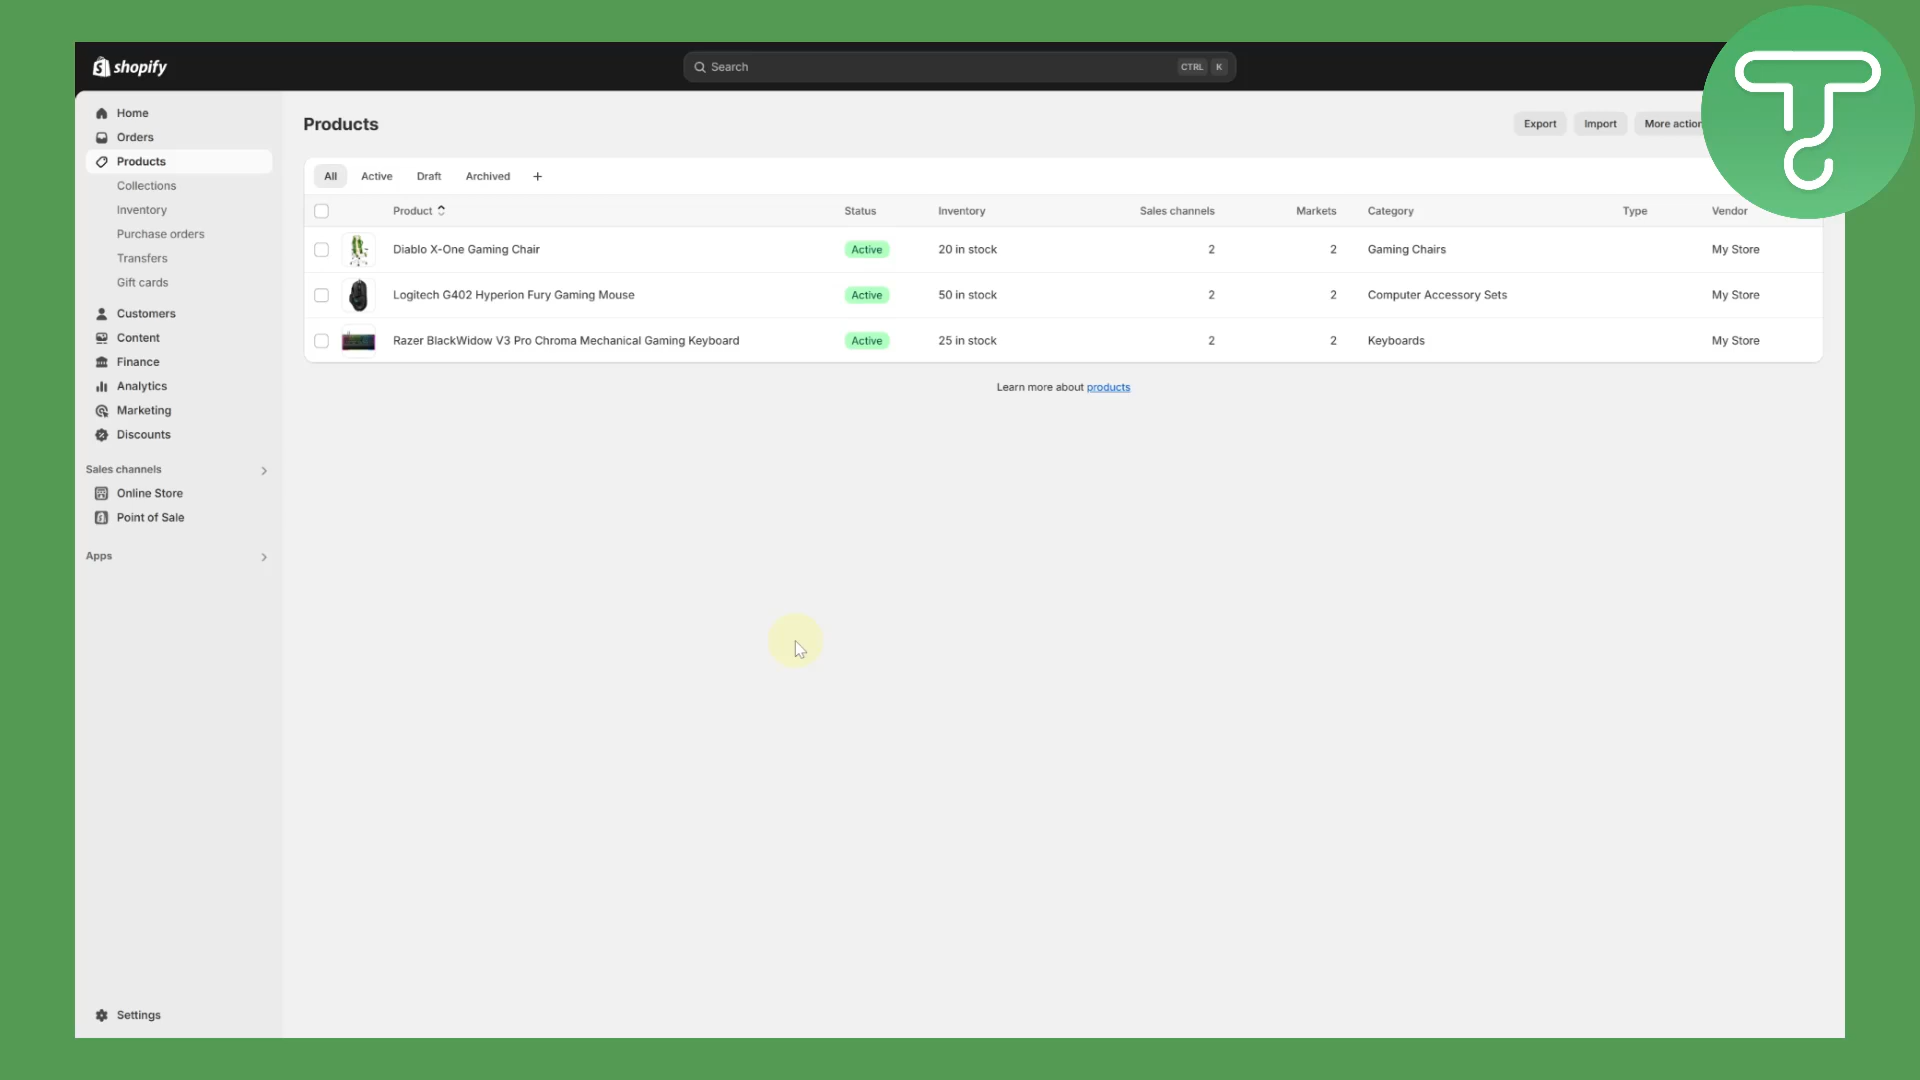 shopify
Search CTRL K
Home
Orders
Products
Collections
Inventory
Purchase orders
Transfers
Gift cards
Customers
Content
Finance
Analytics
Marketing
Discounts
Sales channels
Online Store
Point of Sale
Apps
Settings
Products
Export Import More action
All Active Draft Archived +
Product Status Inventory Sales channels Markets Category Type Vendor
Diablo X-One Gaming Chair Active 20 in stock 2 2 Gaming Chairs My Store
Logitech G402 Hyperion Fury Gaming Mouse Active 50 in stock 2 2 Computer Accessory Sets My Store
Razer BlackWidow V3 Pro Chroma Mechanical Gaming Keyboard Active 25 in stock 2 2 Keyboards My Store
Learn more about products